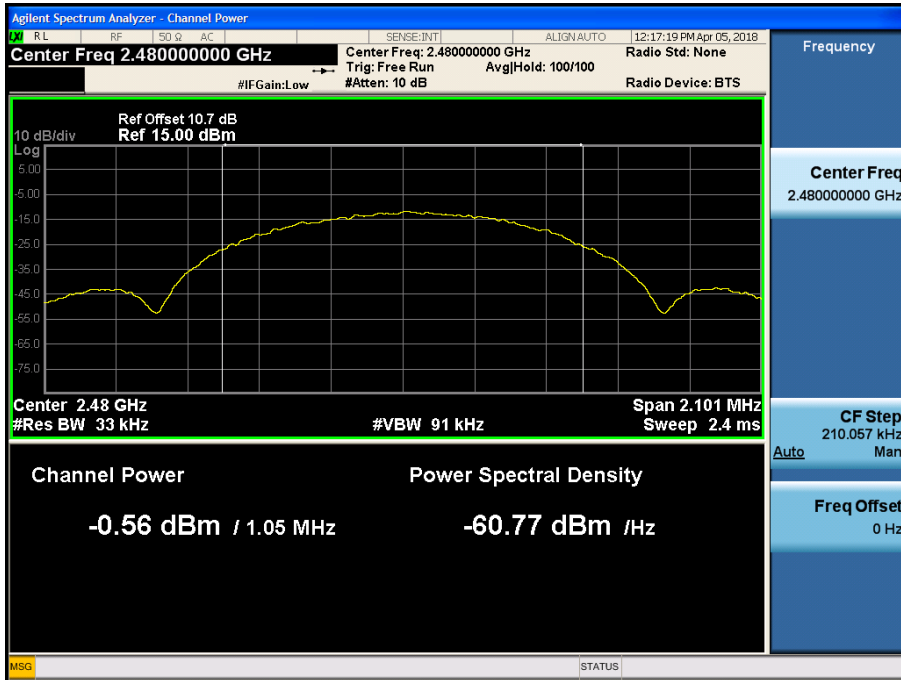 Agilent Spectrum Analyzer - Channel Power
LXI RL RF 50 Ω AC SENSE:INT ALIGN AUTO 12:17:19 PM Apr 05, 2018
Center Freq 2.480000000 GHz
Center Freq: 2.480000000 GHz
Radio Std: None
Trig: Free Run Avg|Hold: 100/100
#IFGain:Low
#Atten: 10 dB
Radio Device: BTS
Frequency
Ref Offset 10.7 dB
10 dB/div Ref 15.00 dBm
Log
5.00
-5.00
-15.0
-25.0
-35.0
-45.0
-55.0
-65.0
-75.0
Center 2.48 GHz Span 2.101 MHz
#Res BW 33 kHz #VBW 91 kHz Sweep 2.4 ms
Channel Power Power Spectral Density
-0.56 dBm / 1.05 MHz -60.77 dBm /Hz
Center Freq
2.480000000 GHz
CF Step
210.057 kHz
Auto Man
Freq Offset
0 Hz
MSG STATUS